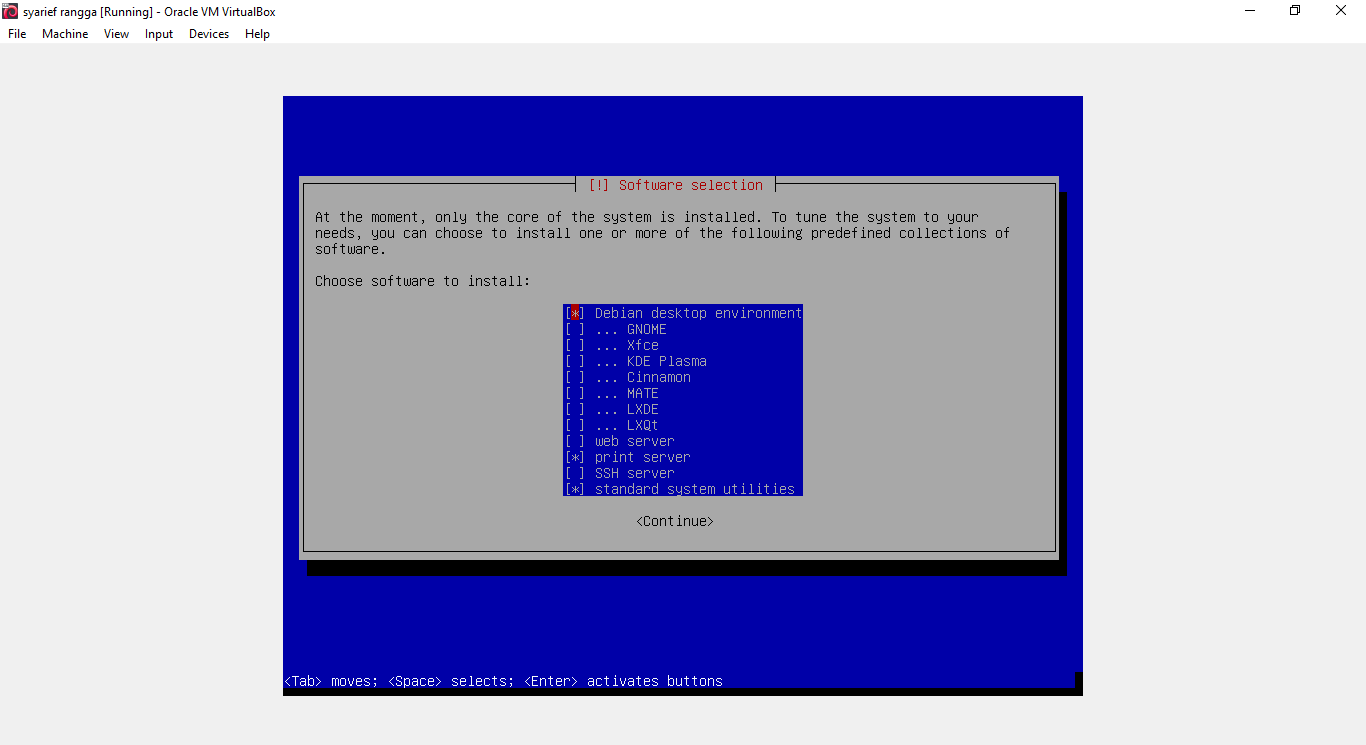 syarief rangga [Running] - Oracle VM VirtualBox
File Machine View Input Devices Help
[!] Software selection
At the moment, only the core of the system is installed. To tune the system to your
needs, you can choose to install one or more of the following predefined collections of
software.
Choose software to install:
[*] Debian desktop environment
[ ] ... GNOME
[ ] ... Xfce
[ ] ... KDE Plasma
[ ] ... Cinnamon
[ ] ... MATE
[ ] ... LXDE
[ ] ... LXQt
[ ] web server
[*] print server
[ ] SSH server
[*] standard system utilities
<Continue>
<Tab> moves; <Space> selects; <Enter> activates buttons